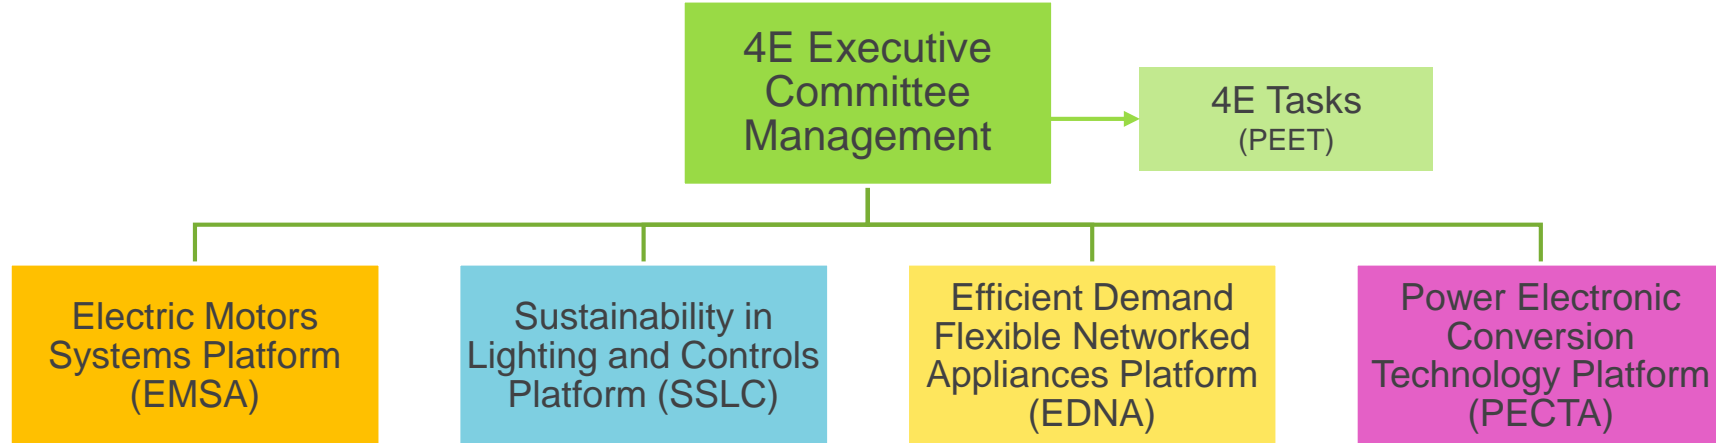 4E Executive
Committee
Management
4E Tasks
(PEET)
Electric Motors
Systems Platform
(EMSA)
Sustainability in
Lighting and Controls
Platform (SSLC)
Efficient Demand
Flexible Networked
Appliances Platform
(EDNA)
Power Electronic
Conversion
Technology Platform
(PECTA)